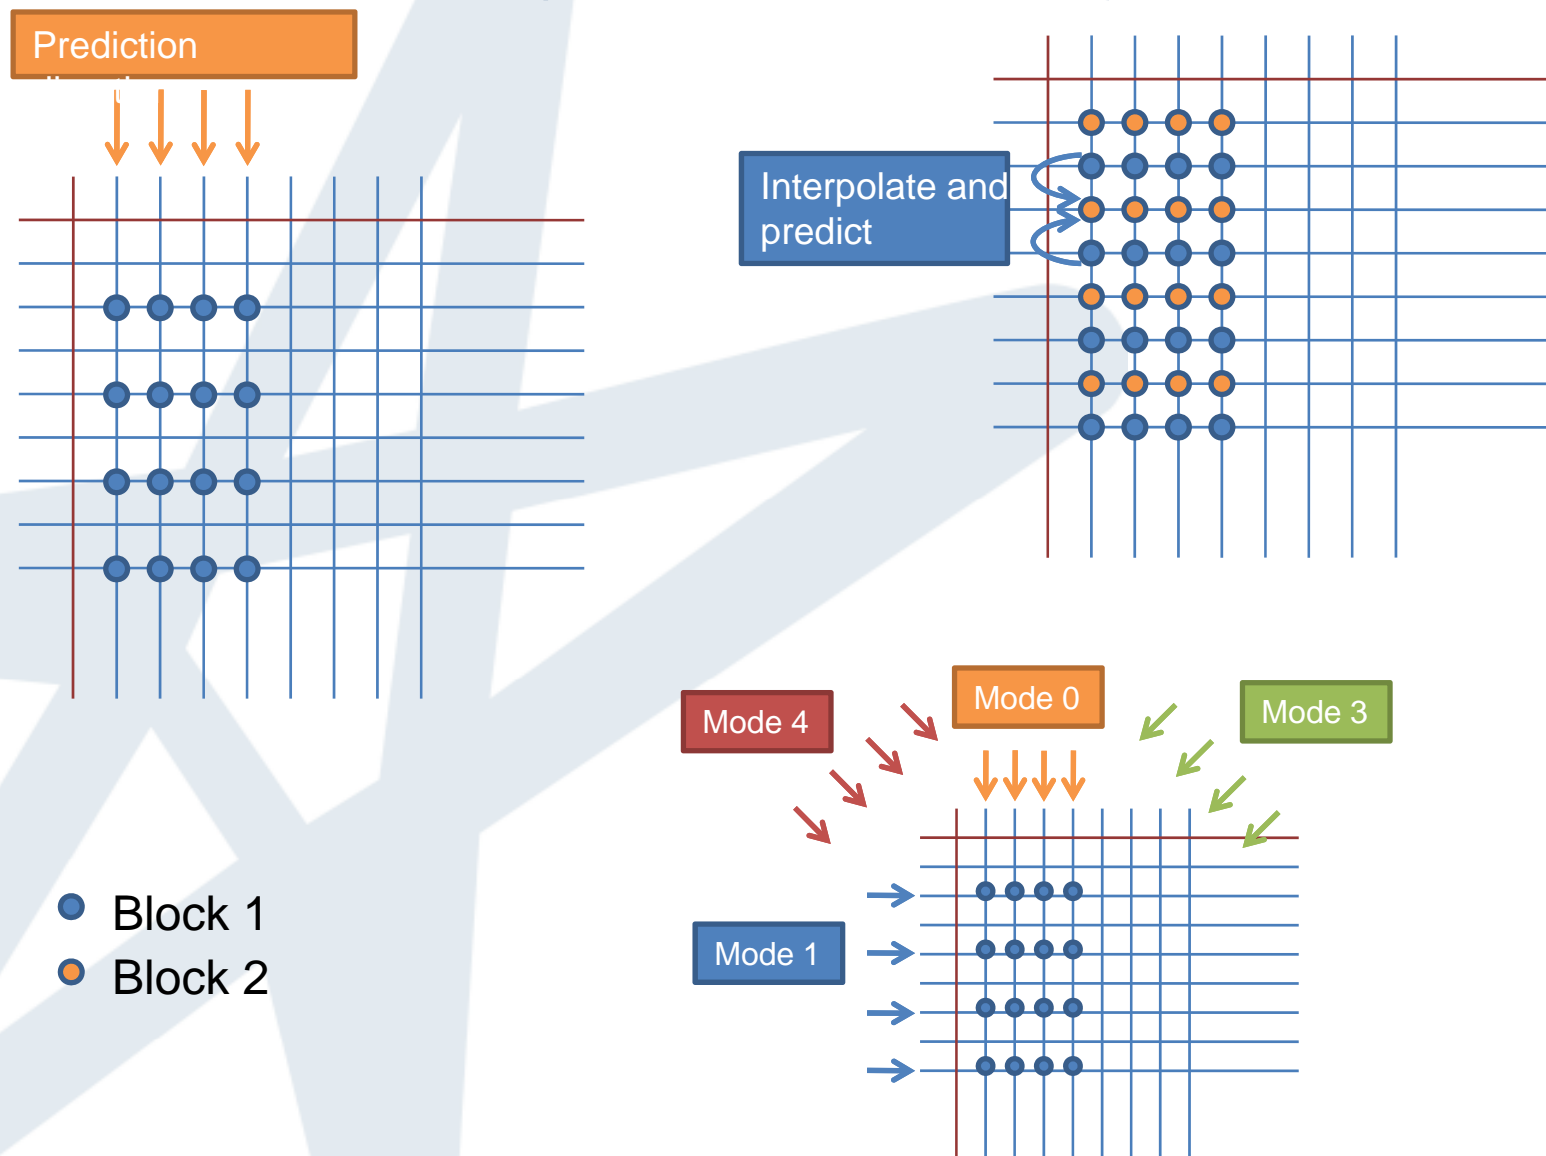 Prediction
Interpolate and
predict
Mode 0
Mode 3
Mode 4
Block 1
Mode 1
Block 2